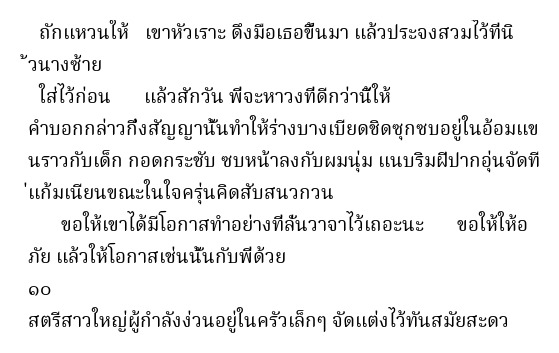 ถักแหวนให้ เขาหัวเราะ ดึงมือเธอขึ้นมา แล้วประจงสวมไว้ที่นิ
้วนางซ้าย
ใส่ไว้ก่อน แล้วสักวัน พี่จะหาวงที่ดีกว่านี้ให้
คำบอกกล่าวกึ่งสัญญานั้นทำให้ร่างบางเบียดชิดซุกซบอยู่ในอ้อมแข
นราวกับเด็ก กอดกระชับ ซบหน้าลงกับผมนุ่ม แนบริมฝีปากอุ่นจัดที
่แก้มเนียนขณะในใจครุ่นคิดสับสนวกวน
ขอให้เขาได้มีโอกาสทำอย่างที่ลั่นวาจาไว้เถอะนะ ขอให้ให้อ
ภัย แล้วให้โอกาสเช่นนั้นกับพี่ด้วย
๑๐
สตรีสาวใหญ่ผู้กำลังง่วนอยู่ในครัวเล็กๆ จัดแต่งไว้ทันสมัยสะดว